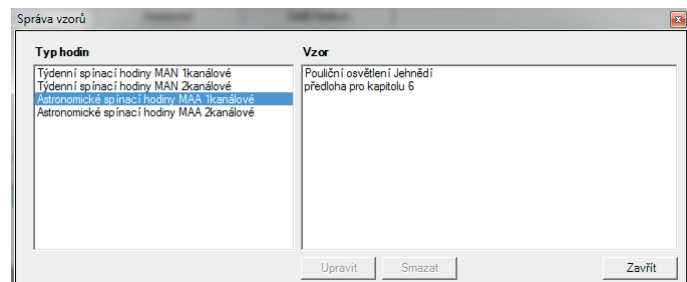 Správa vzorů
Typ hodin
Vzor
Týdenní spínací hodiny MAN 1kanálové
Týdenní spínací hodiny MAN 2kanálové
Astronomické spínací hodiny MAA 1kanálové
Astronomické spínací hodiny MAA 2kanálové
Pouliční osvětlení Jehnědí
předloha pro kapitolu 6
Upravit
Smazat
Zavřít